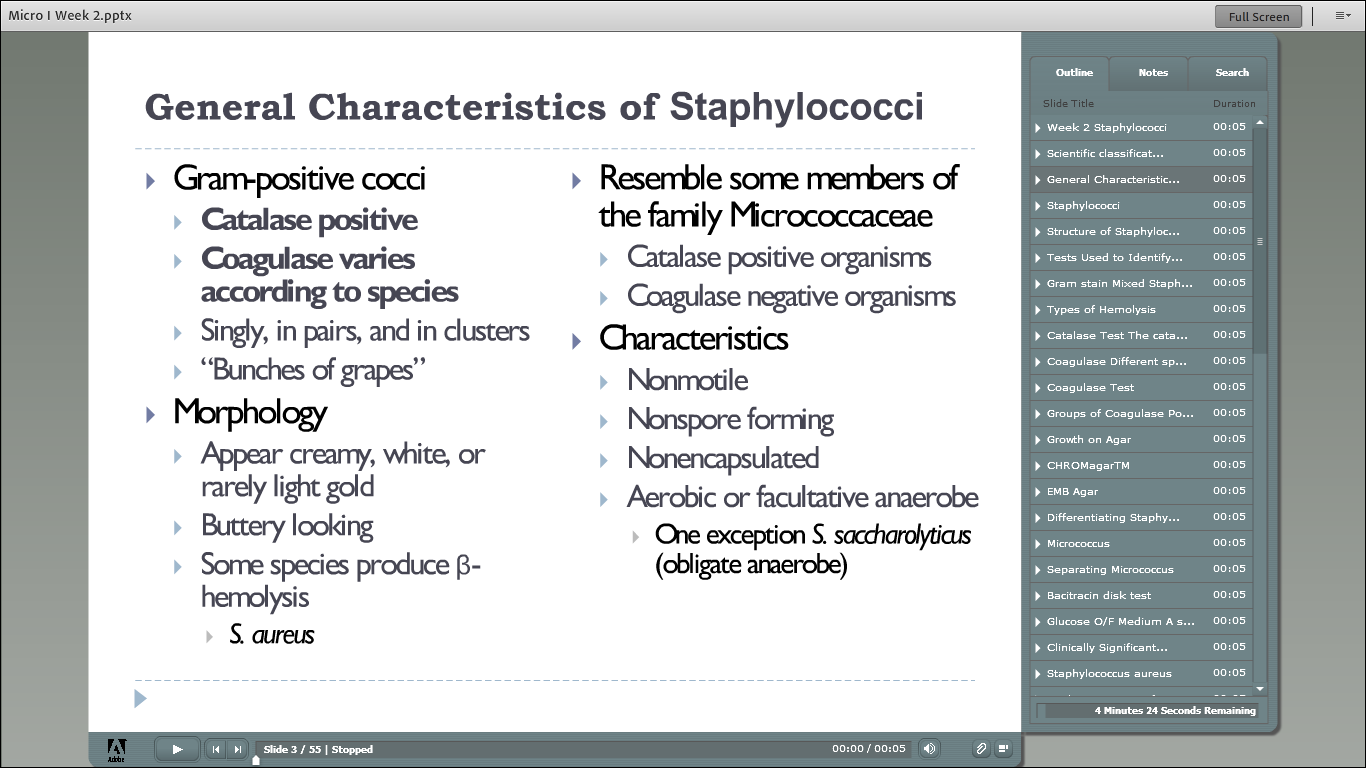 Micro I Week 2.pptx
Full Screen
General Characteristics of Staphylococci
Gram-positive cocci
Catalase positive
Coagulase varies
according to species
Singly, in pairs, and in clusters
“Bunches of grapes”
Morphology
Appear creamy, white, or
rarely light gold
Buttery looking
Some species produce β-
hemolysis
S. aureus
Resemble some members of
the family Micrococcaceae
Catalase positive organisms
Coagulase negative organisms
Characteristics
Nonmotile
Nonspore forming
Nonencapsulated
Aerobic or facultative anaerobe
One exception S. saccharolyticus
(obligate anaerobe)
Outline Notes Search
Slide Title Duration
Week 2 Staphylococci 00:05
Scientific classificat... 00:05
General Characteristic... 00:05
Staphylococci 00:05
Structure of Staphyloc... 00:05
Tests Used to Identify... 00:05
Gram stain Mixed Staph... 00:05
Types of Hemolysis 00:05
Catalase Test The cata... 00:05
Coagulase Different sp... 00:05
Coagulase Test 00:05
Groups of Coagulase Po... 00:05
Growth on Agar 00:05
CHROMagarTM 00:05
EMB Agar 00:05
Differentiating Staphy... 00:05
Micrococcus 00:05
Separating Micrococcus 00:05
Bacitracin disk test 00:05
Glucose O/F Medium A s... 00:05
Clinically Significant... 00:05
Staphylococcus aureus 00:05
4 Minutes 24 Seconds Remaining
Adobe
Slide 3 / 55 | Stopped
00:00 / 00:05